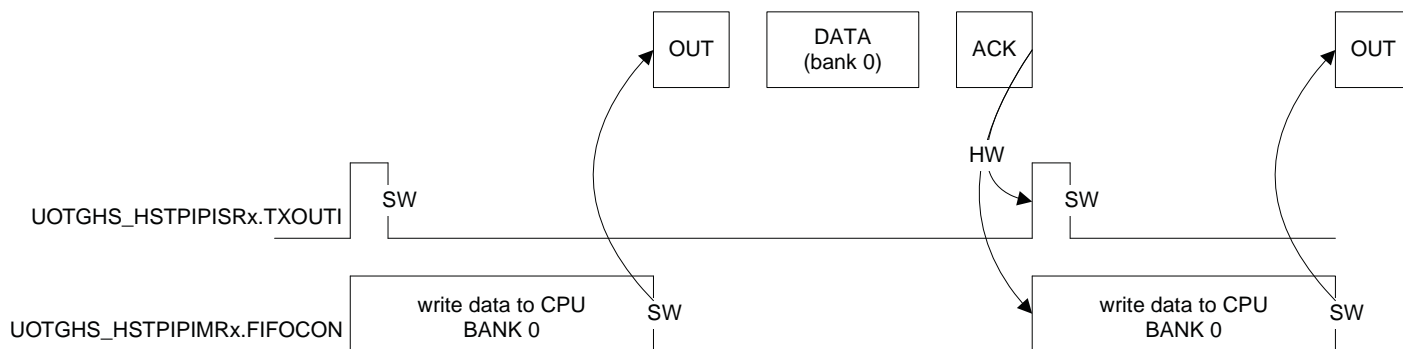 OUT
DATA
(bank 0)
ACK
OUT
HW
UOTGHS_HSTPIPISRx.TXOUTI
SW
SW
UOTGHS_HSTPIPIMRx.FIFOCON
write data to CPU
BANK 0
SW
write data to CPU
BANK 0
SW